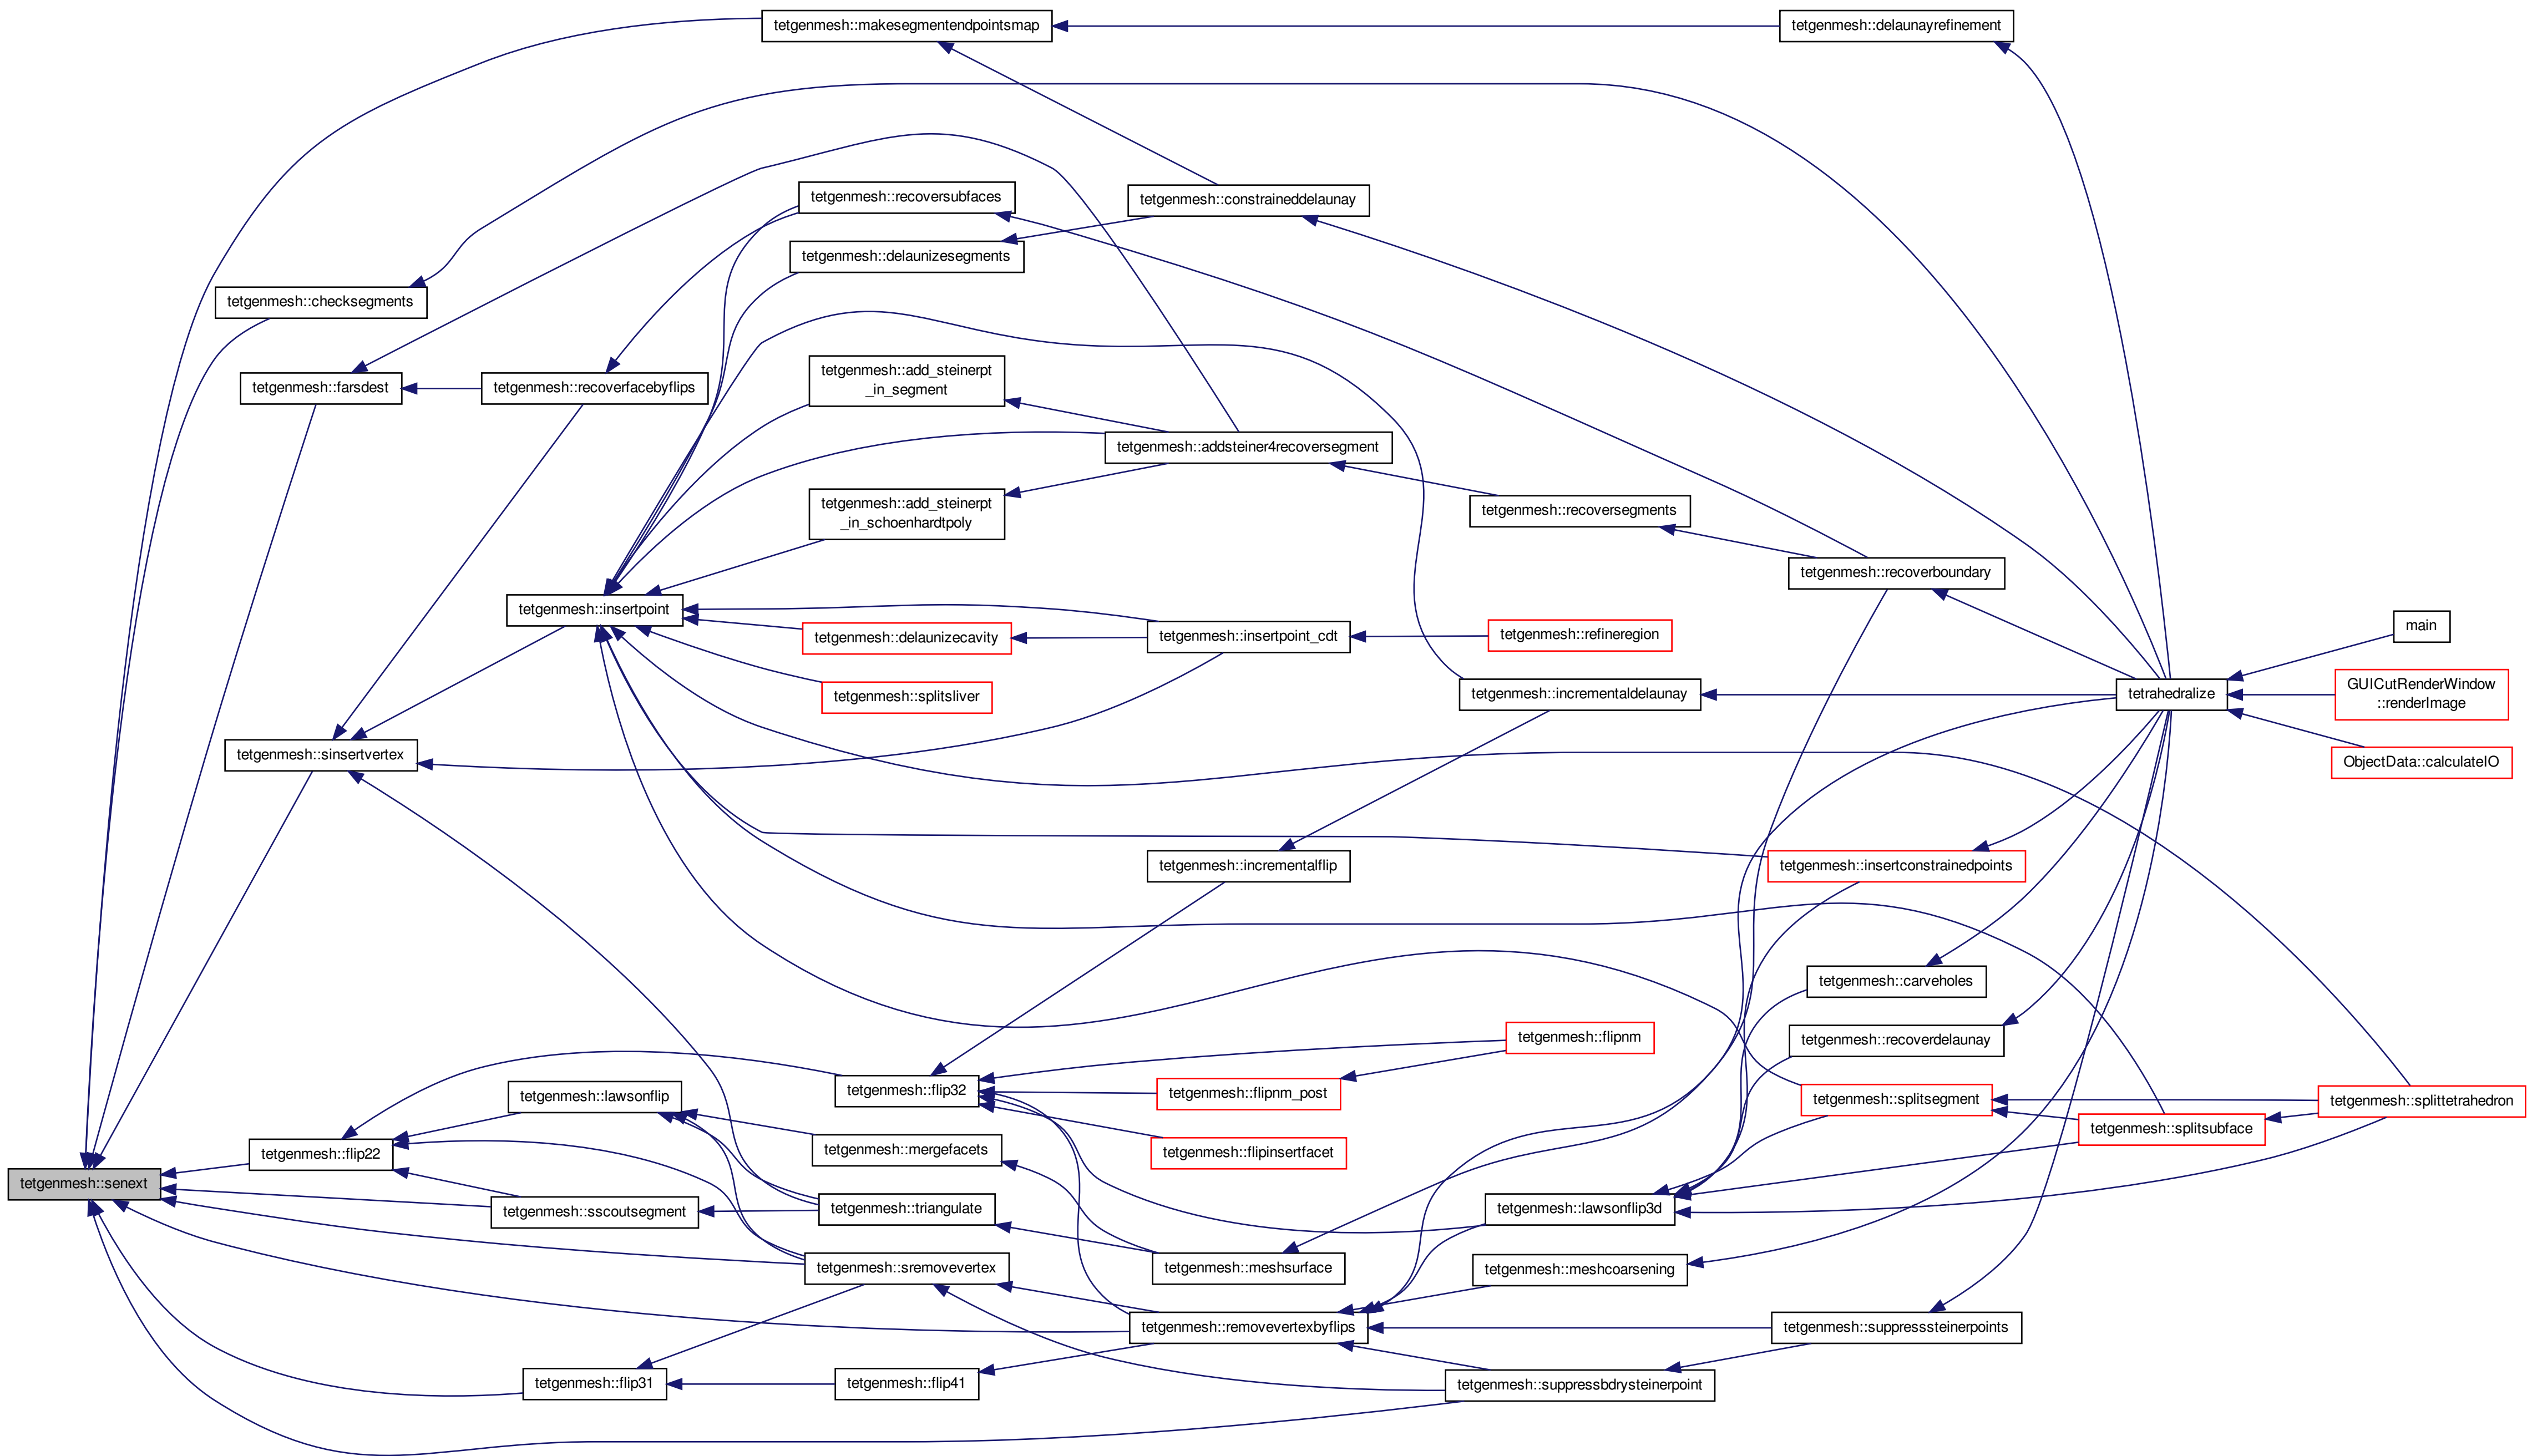 tetgenmesh::makesegmentendpointsmap
tetgenmesh::delaunayrefinement
tetgenmesh::recoversubfaces
tetgenmesh::constraineddelaunay
tetgenmesh::delaunizesegments
tetgenmesh::checksegments
tetgenmesh::farsdest
tetgenmesh::recoverfacebyflips
tetgenmesh::add_steinerpt
_in_segment
tetgenmesh::addsteiner4recoversegment
tetgenmesh::add_steinerpt
_in_schoenhardtpoly
tetgenmesh::recoversegments
tetgenmesh::recoverboundary
tetgenmesh::insertpoint
tetgenmesh::delaunizecavity
tetgenmesh::insertpoint_cdt
tetgenmesh::refineregion
main
tetgenmesh::splitsliver
tetgenmesh::incrementaldelaunay
tetrahedralize
GUICutRenderWindow
::renderImage
tetgenmesh::sinsertvertex
ObjectData::calculateIO
tetgenmesh::incrementalflip
tetgenmesh::insertconstrainedpoints
tetgenmesh::carveholes
tetgenmesh::flipnm
tetgenmesh::recoverdelaunay
tetgenmesh::lawsonflip
tetgenmesh::flip32
tetgenmesh::flipnm_post
tetgenmesh::splitsegment
tetgenmesh::splittetrahedron
tetgenmesh::splitsubface
tetgenmesh::flip22
tetgenmesh::mergefacets
tetgenmesh::flipinsertfacet
tetgenmesh::senext
tetgenmesh::sscoutsegment
tetgenmesh::triangulate
tetgenmesh::lawsonflip3d
tetgenmesh::sremovevertex
tetgenmesh::meshsurface
tetgenmesh::meshcoarsening
tetgenmesh::removevertexbyflips
tetgenmesh::suppresssteinerpoints
tetgenmesh::flip31
tetgenmesh::flip41
tetgenmesh::suppressbdrysteinerpoint